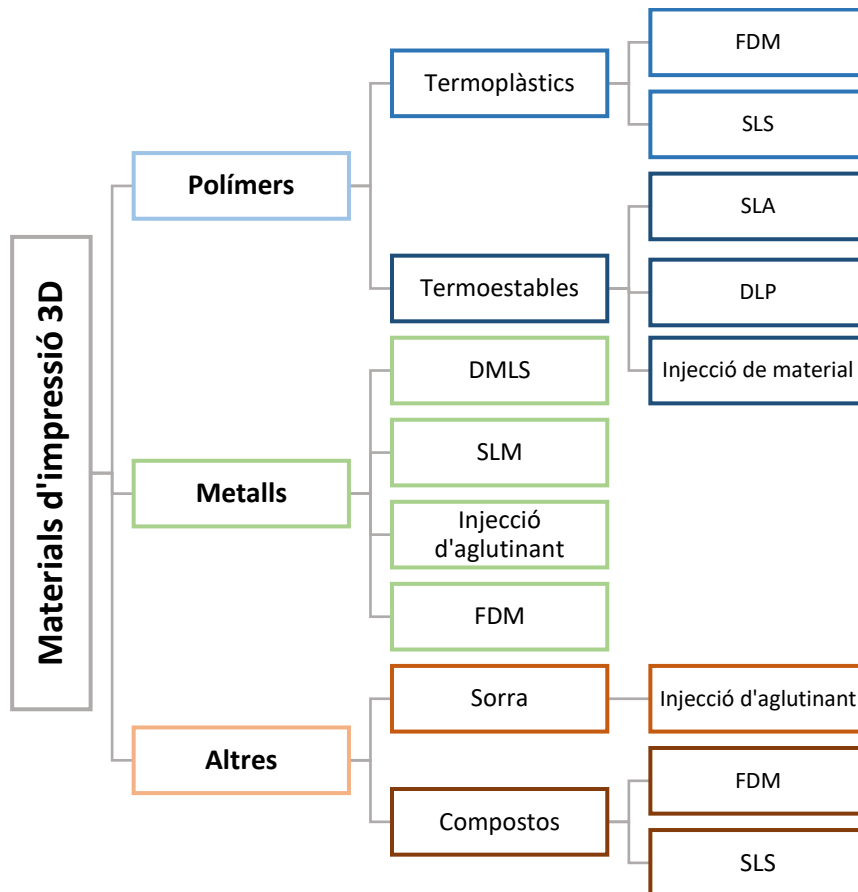 Materials d'impressió 3D
Polímers
Termoplàstics
FDM
SLS
Termoestables
SLA
DLP
Injecció de material
Metalls
DMLS
SLM
Injecció
d'aglutinant
FDM
Altres
Sorra
Injecció d'aglutinant
Compostos
FDM
SLS